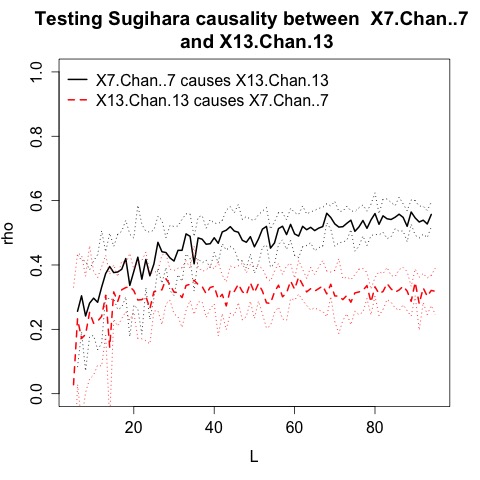 Testing Sugihara causality between  X7.Chan..7
and X13.Chan.13
X7.Chan..7 causes X13.Chan.13
X13.Chan.13 causes X7.Chan..7
rho
1.0
0.8
0.6
0.4
0.2
0.0
20 40 60 80
L